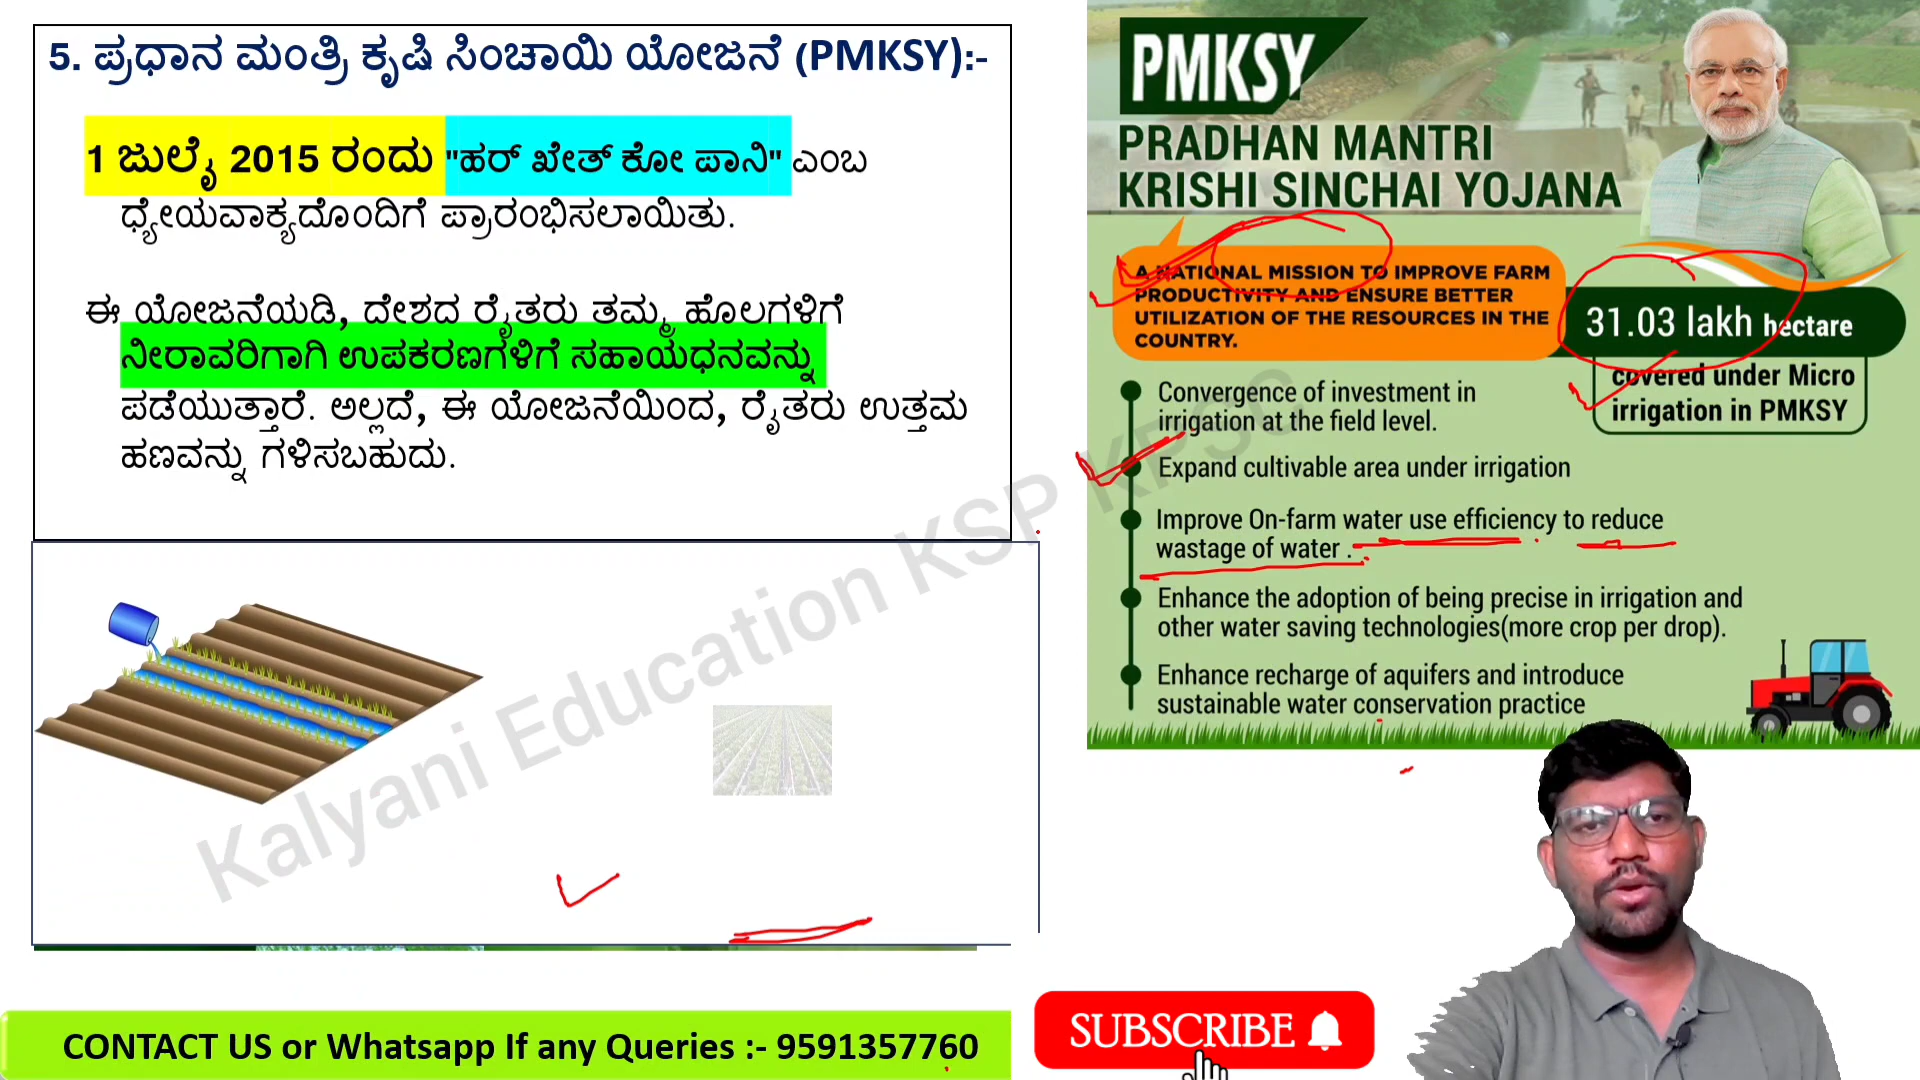 5. ಪ್ರಧಾನ ಮಂತ್ರಿ ಕೃಷಿ ಸಿಂಚಾಯಿ ಯೋಜನೆ (PMKSY):-
1 ಜುಲೈ 2015 ರಂದು "ಹರ್ ಖೇತ್ ಕೋ ಪಾನಿ" ಎಂಬ
ಧ್ಯೇಯವಾಕ್ಯದೊಂದಿಗೆ ಪ್ರಾರಂಭಿಸಲಾಯಿತು.
ಈ ಯೋಜನೆಯಡಿ, ದೇಶದ ರೈತರು ತಮ್ಮ ಹೊಲಗಳಿಗೆ
ನೀರಾವರಿಗಾಗಿ ಉಪಕರಣಗಳಿಗೆ ಸಹಾಯಧನವನ್ನು
ಪಡೆಯುತ್ತಾರೆ. ಅಲ್ಲದೆ, ಈ ಯೋಜನೆಯಿಂದ, ರೈತರು ಉತ್ತಮ
ಹಣವನ್ನು ಗಳಿಸಬಹುದು.
PMKSY
PRADHAN MANTRI
KRISHI SINCHAI YOJANA
A NATIONAL MISSION TO IMPROVE FARM
PRODUCTIVITY AND ENSURE BETTER
UTILIZATION OF THE RESOURCES IN THE
COUNTRY.
31.03 lakh hectare
covered under Micro
irrigation in PMKSY
Convergence of investment in
irrigation at the field level.
Expand cultivable area under irrigation
Improve On-farm water use efficiency to reduce
wastage of water .
Enhance the adoption of being precise in irrigation and
other water saving technologies(more crop per drop).
Enhance recharge of aquifers and introduce
sustainable water conservation practice
Kalyani Education KSP KPSC
CONTACT US or Whatsapp If any Queries :- 9591357760
SUBSCRIBE